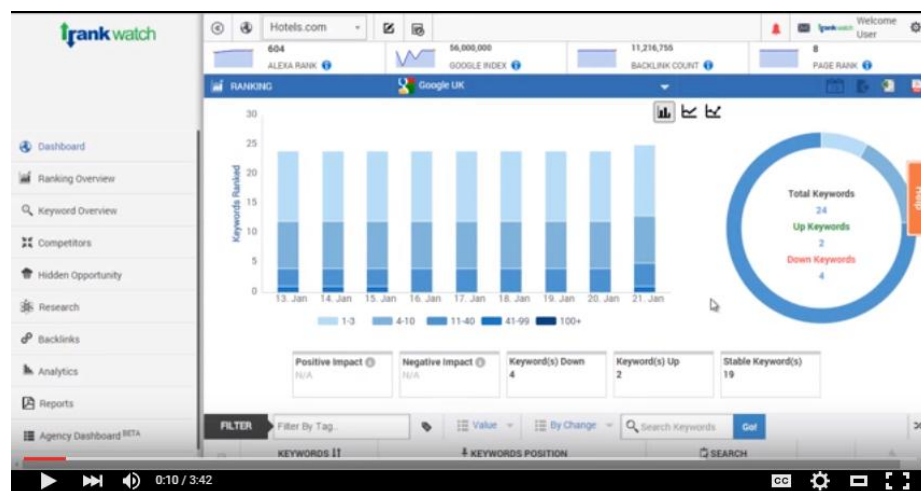 rankwatch
Hotels.com
Welcome
User
604
ALEXA RANK
56,000,000
GOOGLE INDEX
11,216,755
BACKLINK COUNT
8
PAGE RANK
RANKING
Google UK
Dashboard
Ranking Overview
Keyword Overview
Competitors
Hidden Opportunity
Research
Backlinks
Analytics
Reports
Agency Dashboard BETA
Keywords Ranked
30
25
20
15
10
5
0
13. Jan 14. Jan 15. Jan 16. Jan 17. Jan 18. Jan 19. Jan 20. Jan 21. Jan
1-3 4-10 11-40 41-99 100+
Total Keywords
24
Up Keywords
2
Down Keywords
4
Help
Positive Impact
N/A
Negative Impact
N/A
Keyword(s) Down
4
Keyword(s) Up
2
Stable Keyword(s)
19
FILTER
Filter By Tag..
Value
By Change
Search Keywords
Go!
KEYWORDS
KEYWORDS POSITION
SEARCH
0:10 / 3:42
CC